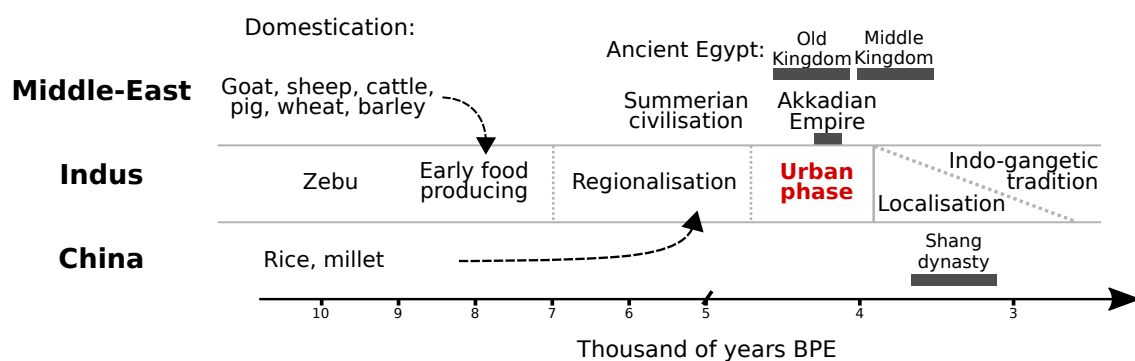 Domestication:
Ancient Egypt:
Old
Kingdom
Middle
Kingdom
Middle-East
Goat, sheep, cattle,
pig, wheat, barley
Summerian
civilisation
Akkadian
Empire
Indus
Zebu
Early food
producing
Regionalisation
Urban
phase
Indo-gangetic
tradition
Localisation
China
Rice, millet
Shang
dynasty
10 9 8 7 6 5 4 3
Thousand of years BPE